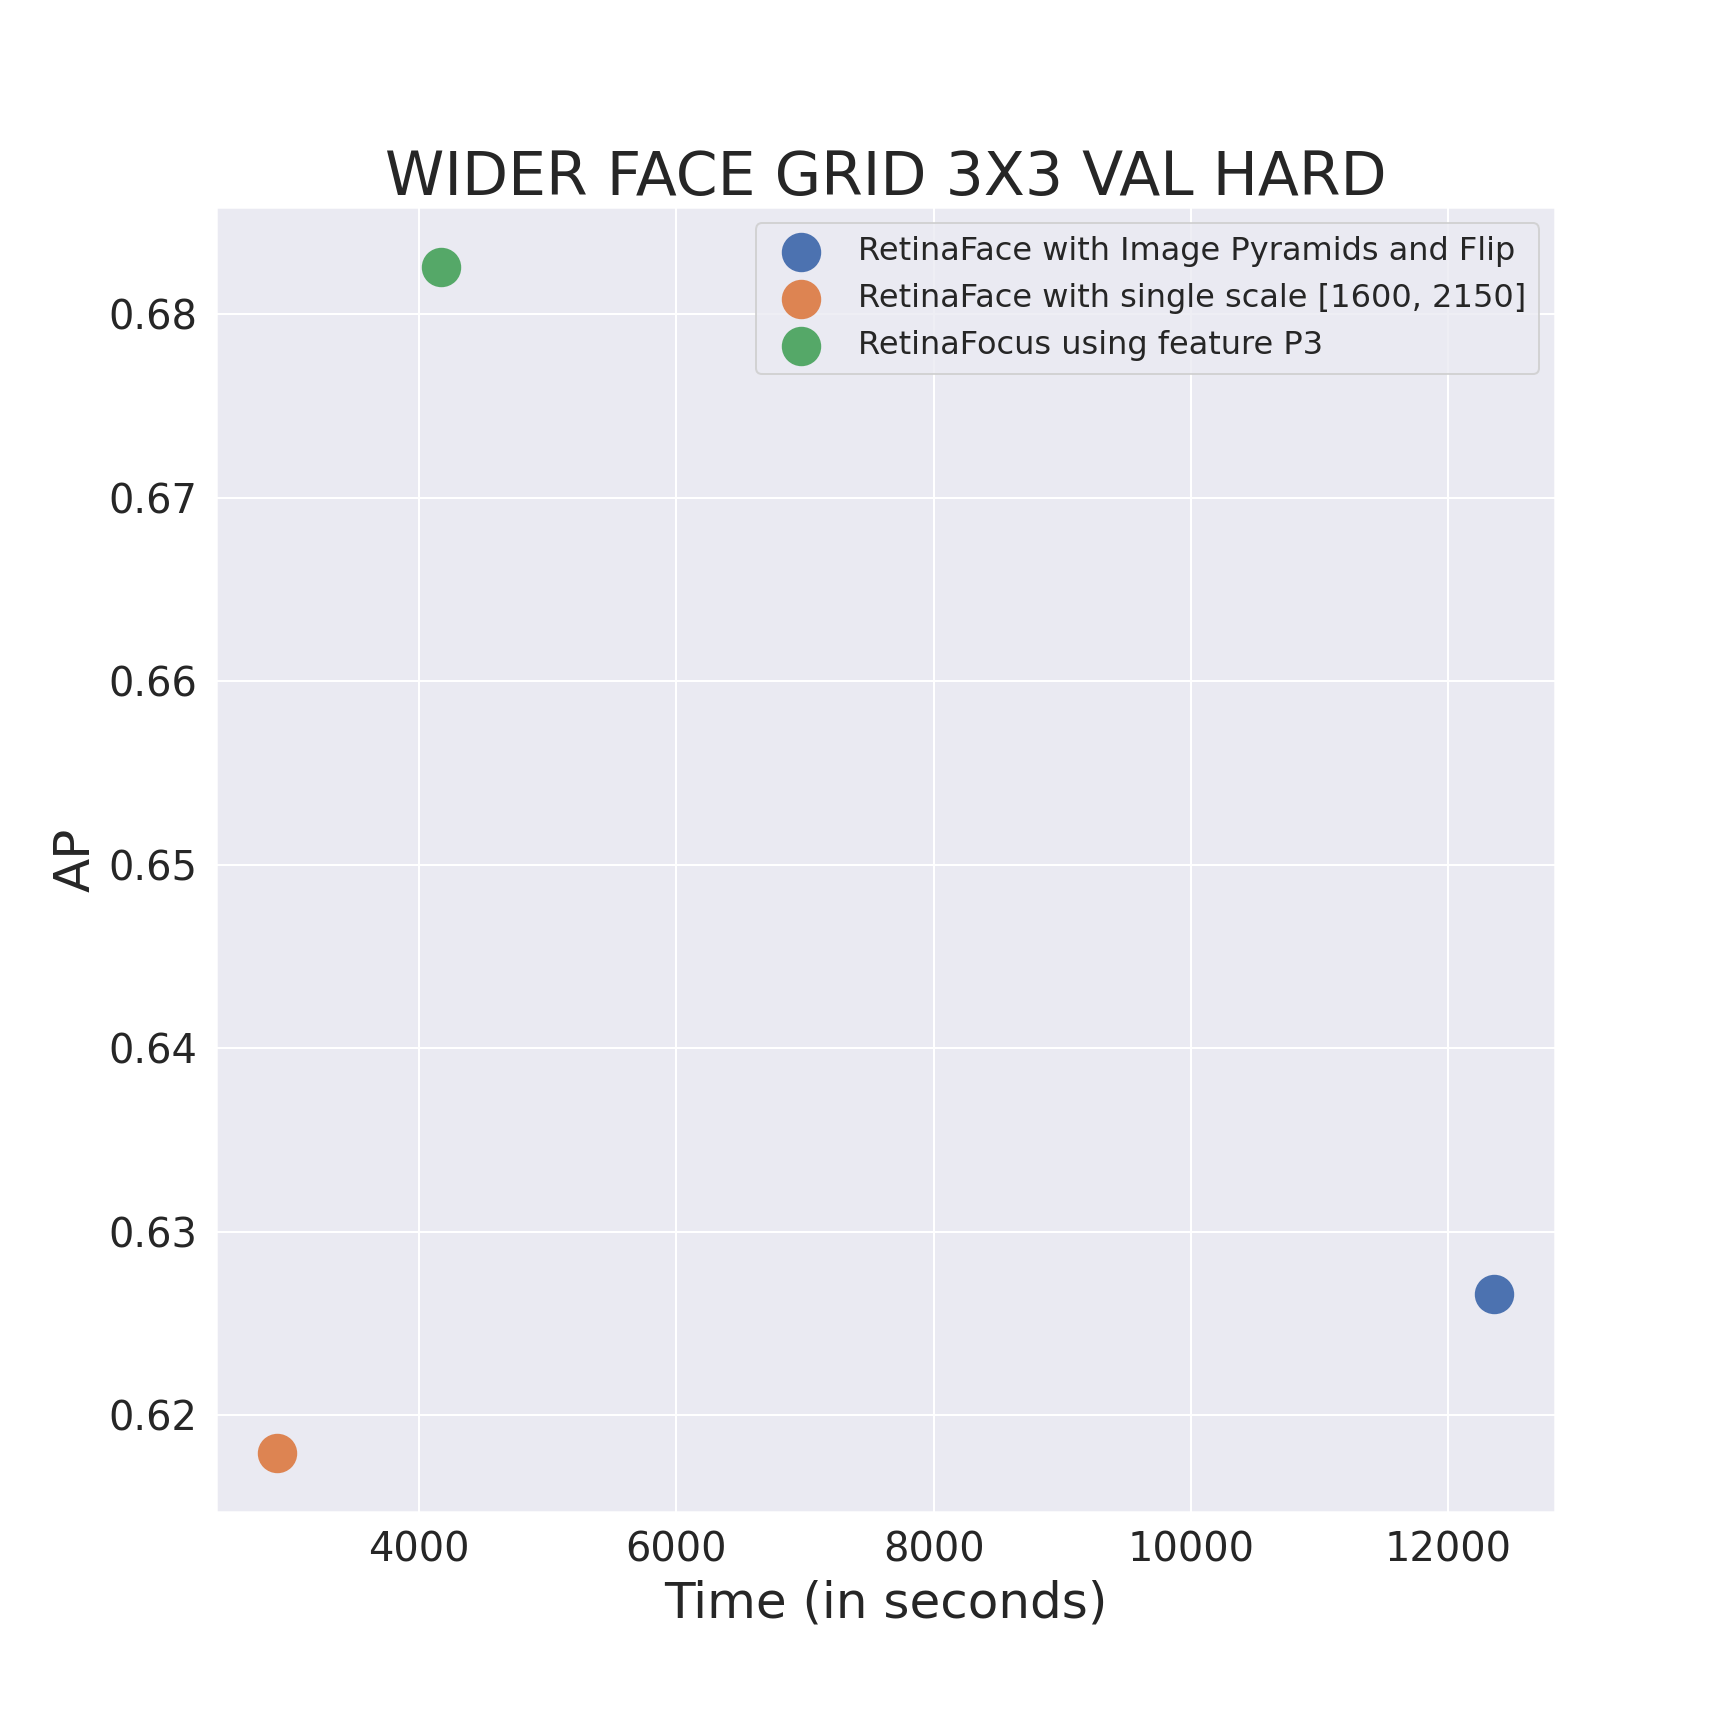 WIDER FACE GRID 3X3 VAL HARD
RetinaFace with Image Pyramids and Flip
RetinaFace with single scale [1600, 2150]
RetinaFocus using feature P3
0.68
0.67
0.66
0.65
0.64
0.63
0.62
AP
4000 6000 8000 10000 12000
Time (in seconds)